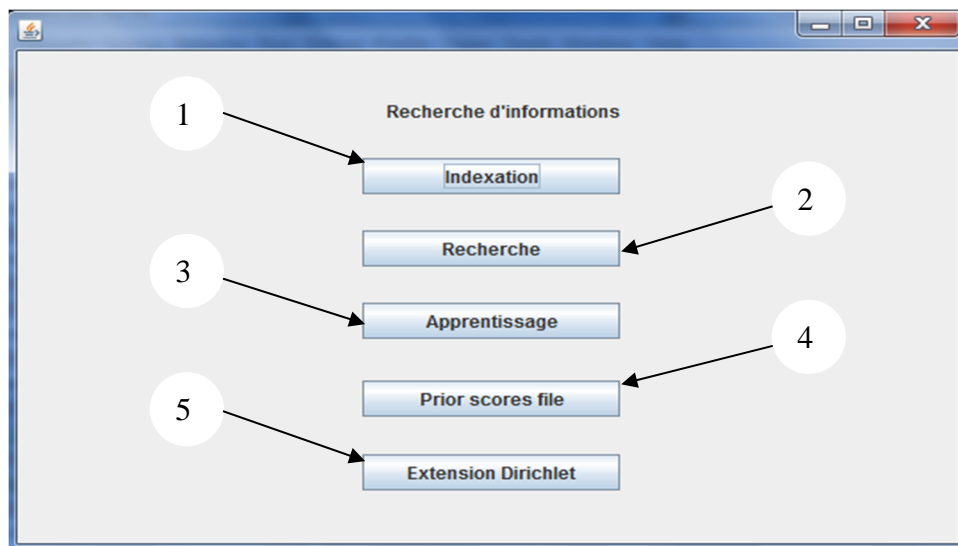 Recherche d'informations
1
Indexation
2
Recherche
3
Apprentissage
4
Prior scores file
5
Extension Dirichlet